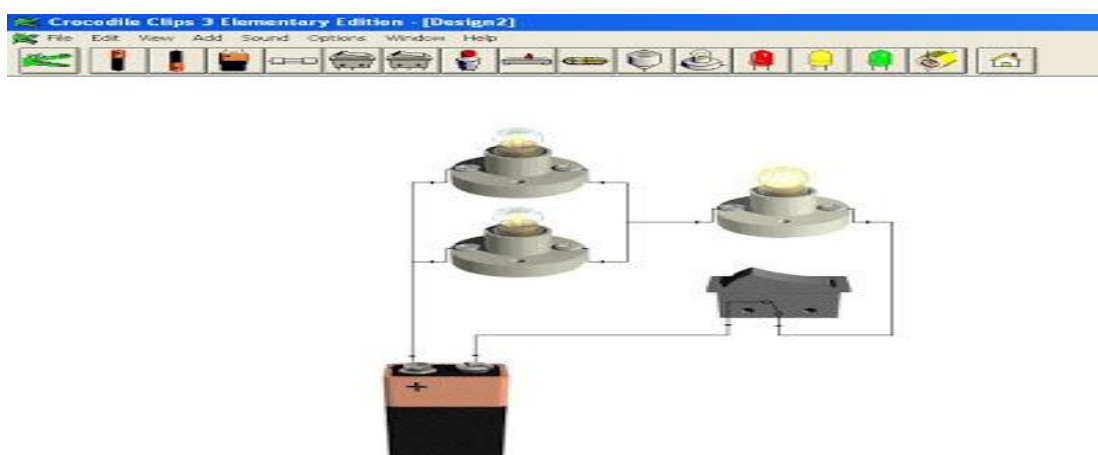 Crocodile Clips 3 Elementary Edition - [Design2]
File Edit View Add Sound Options Window Help
+